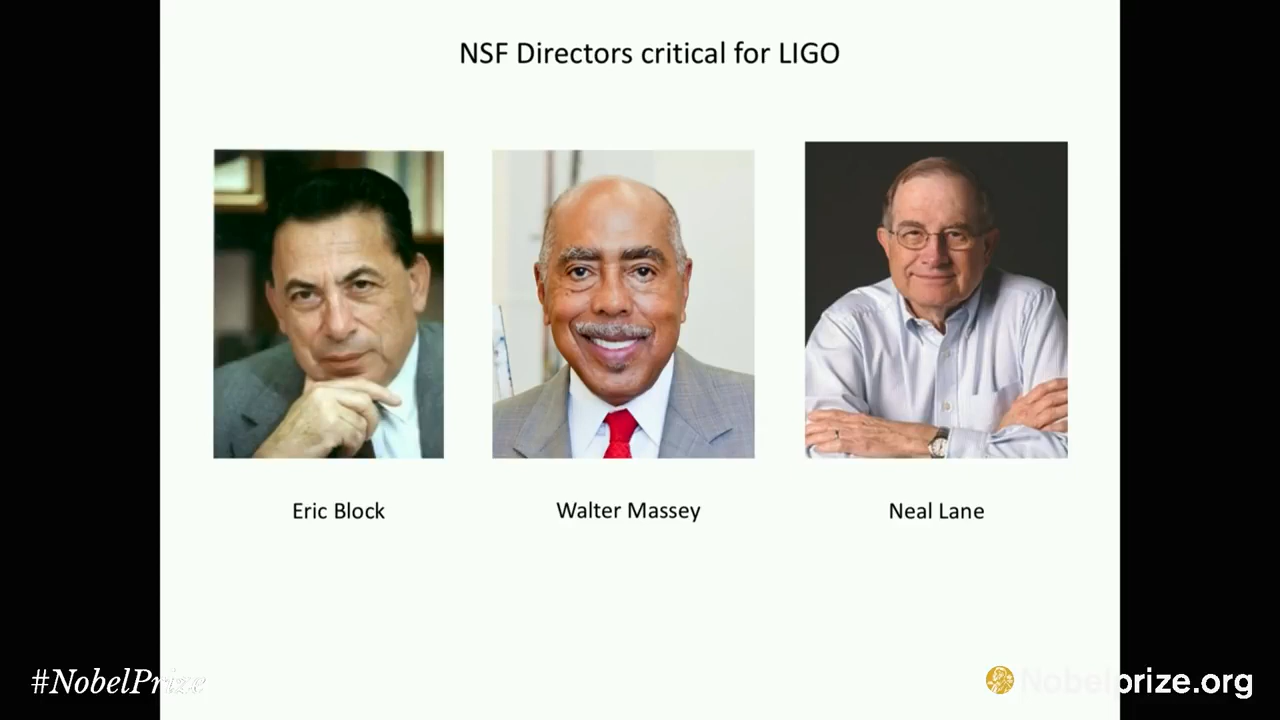 NSF Directors critical for LIGO
Eric Block
Walter Massey
Neal Lane
#NobelPrize
Nobelprize.org